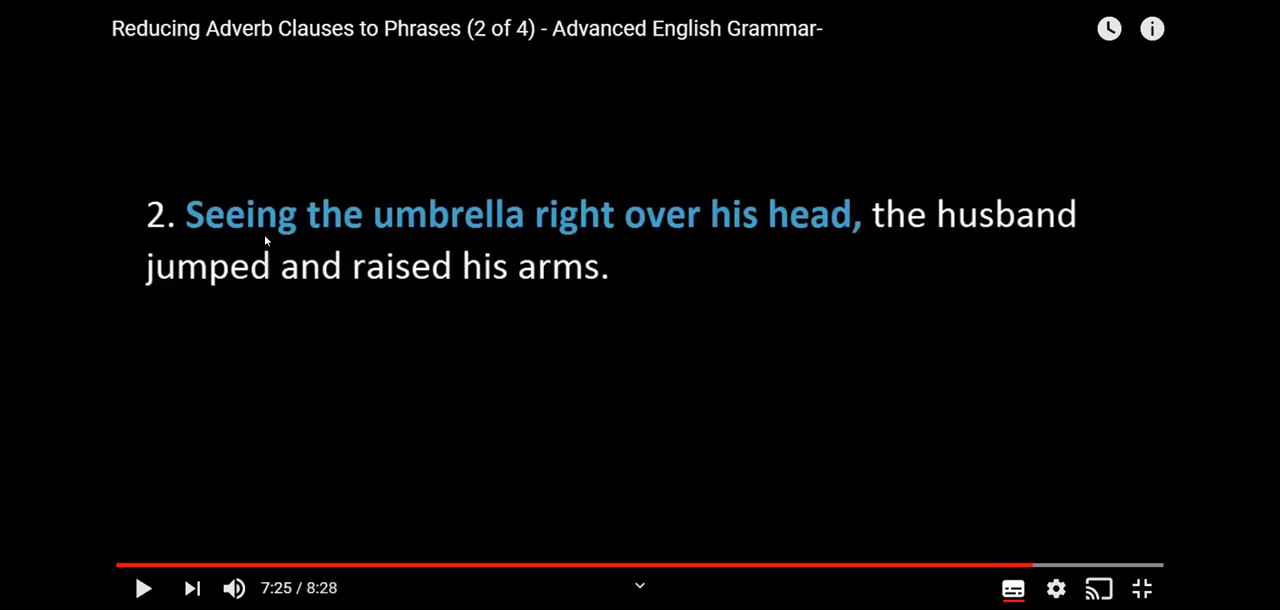 Reducing Adverb Clauses to Phrases (2 of 4) - Advanced English Grammar-
2. Seeing the umbrella right over his head, the husband
jumped and raised his arms.
7:25 / 8:28